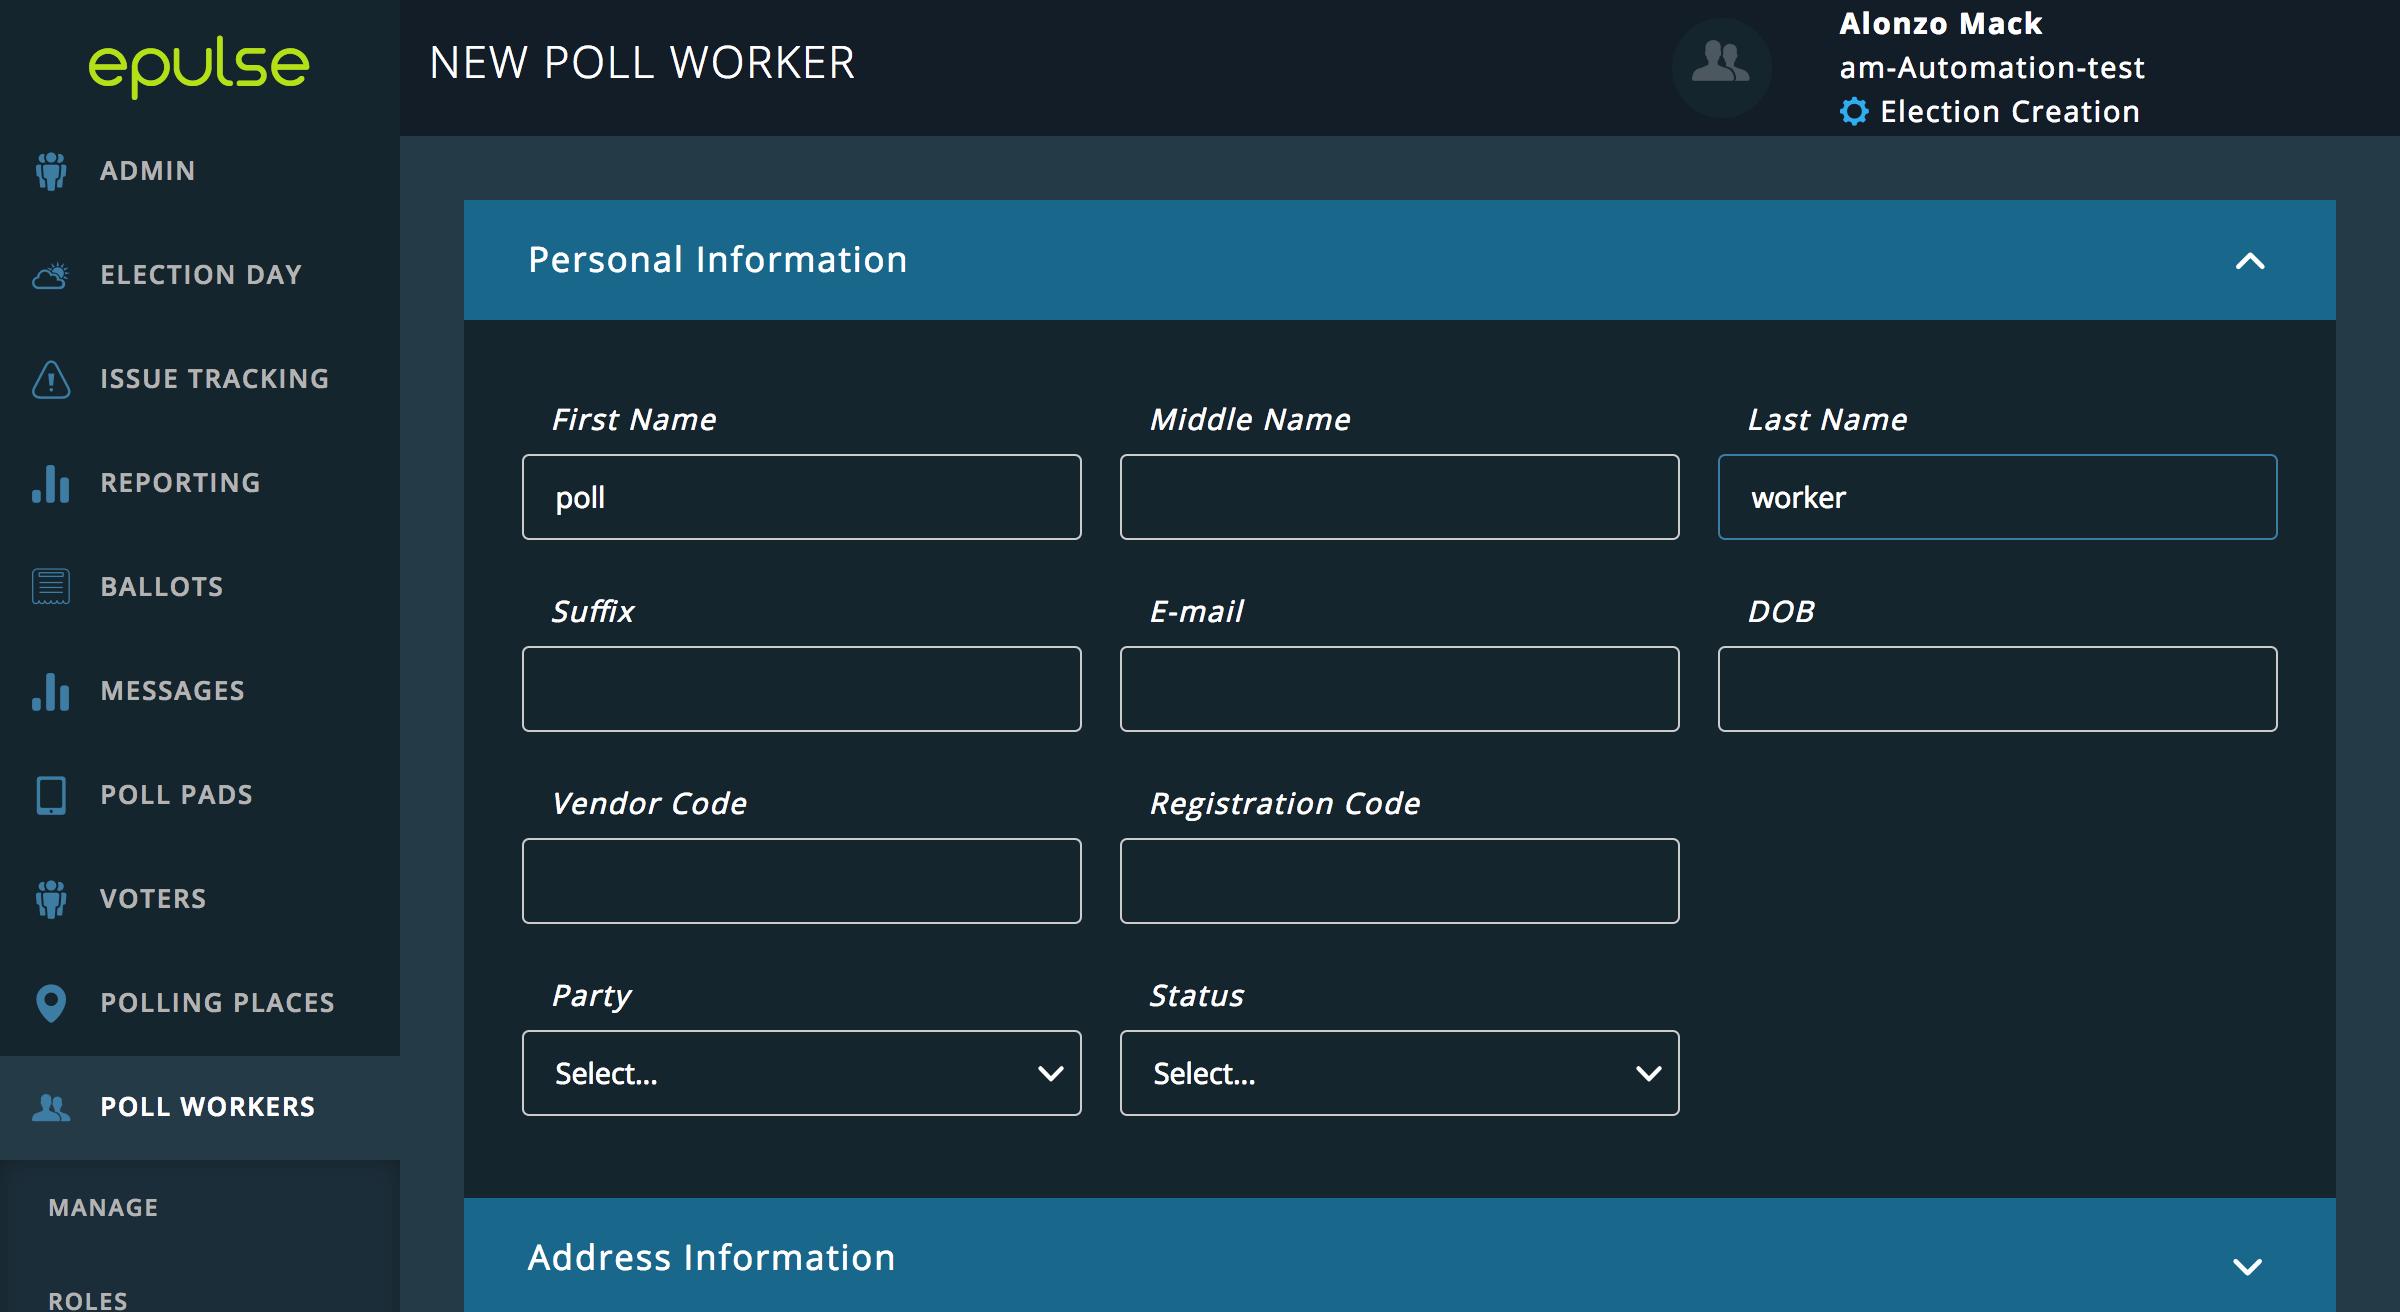 epulse
NEW POLL WORKER
Alonzo Mack
am-Automation-test
Election Creation
ADMIN
ELECTION DAY
ISSUE TRACKING
REPORTING
BALLOTS
MESSAGES
POLL PADS
VOTERS
POLLING PLACES
POLL WORKERS
MANAGE
ROLES
Personal Information
First Name Middle Name Last Name
poll worker
Suffix E-mail DOB
Vendor Code Registration Code
Party Status
Select... Select...
Address Information